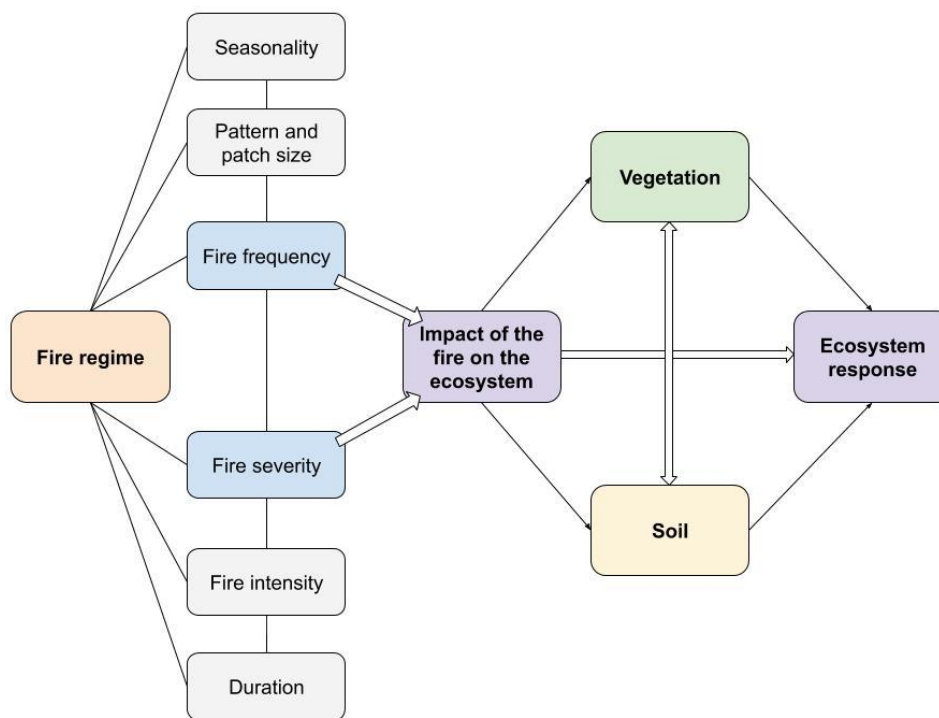 Seasonality
Pattern and
patch size
Fire frequency
Fire regime
Fire severity
Fire intensity
Duration
Impact of the
fire on the
ecosystem
Vegetation
Soil
Ecosystem
response